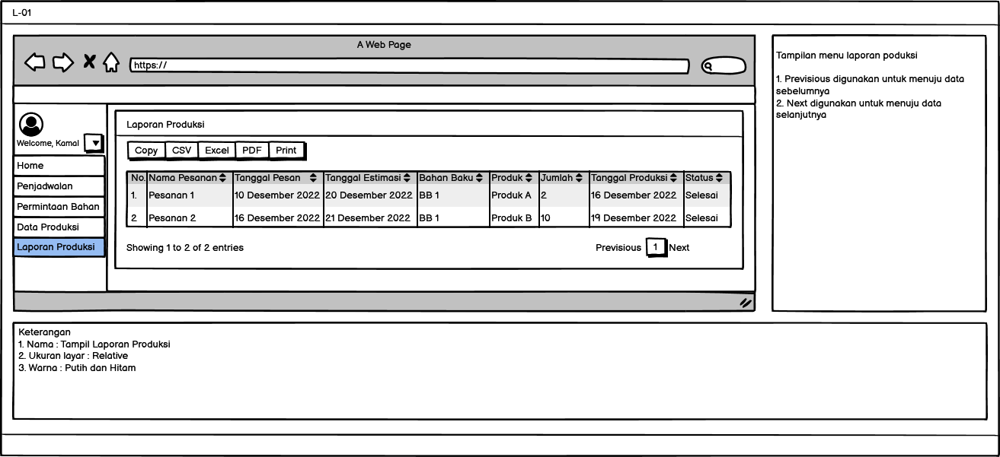 L-01
A Web Page
https://
Welcome, Kamal
Home
Penjadwalan
Permintaan Bahan
Data Produksi
Laporan Produksi
Laporan Produksi
Copy CSV Excel PDF Print
No. Nama Pesanan Tanggal Pesan Tanggal Estimasi Bahan Baku Produk Jumlah Tanggal Produksi Status
1. Pesanan 1 10 Desember 2022 20 Desember 2022 BB 1 Produk A 2 16 Desember 2022 Selesai
2 Pesanan 2 16 Desember 2022 21 Desember 2022 BB 1 Produk B 10 19 Desember 2022 Selesai
Showing 1 to 2 of 2 entries
Previsious 1 Next
Tampilan menu laporan poduksi
1. Previsious digunakan untuk menuju data
sebelumnya
2. Next digunakan untuk menuju data
selanjutnya
Keterangan
1. Nama : Tampil Laporan Produksi
2. Ukuran layar : Relative
3. Warna : Putih dan Hitam